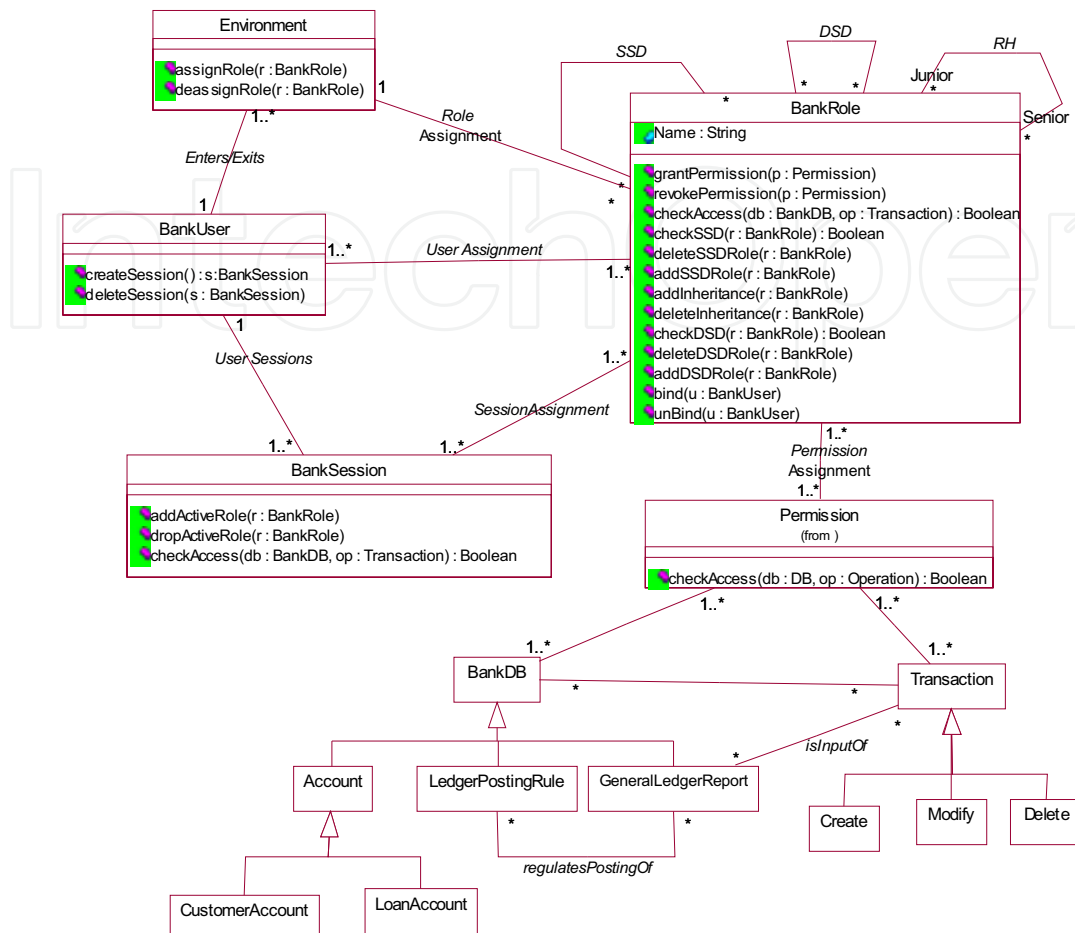 Environment
assignRole(r : BankRole)
deassignRole(r : BankRole)
1
1..*
Enters/Exits
1
Role
Assignment
*
*
SSD
*
DSD
*
*
RH
Junior
*
Senior
*
BankRole
Name : String
grantPermission(p : Permission)
revokePermission(p : Permission)
checkAccess(db : BankDB, op : Transaction) : Boolean
checkSSD(r : BankRole) : Boolean
deleteSSDRole(r : BankRole)
addSSDRole(r : BankRole)
addInheritance(r : BankRole)
deleteInheritance(r : BankRole)
checkDSD(r : BankRole) : Boolean
deleteDSDRole(r : BankRole)
addDSDRole(r : BankRole)
bind(u : BankUser)
unBind(u : BankUser)
BankUser
createSession() : s:BankSession
deleteSession(s : BankSession)
1..*
User Assignment
1..*
1
User Sessions
1..*
1..*
SessionAssignment
1..*
BankSession
addActiveRole(r : BankRole)
dropActiveRole(r : BankRole)
checkAccess(db : BankDB, op : Transaction) : Boolean
1..*
Permission
Assignment
1..*
Permission
(from )
checkAccess(db : DB, op : Operation) : Boolean
1..*
1..*
1..*
1..*
BankDB
*
*
Transaction
*
isInputOf
*
Account
LedgerPostingRule
GeneralLedgerReport
*
*
regulatesPostingOf
Create
Modify
Delete
CustomerAccount
LoanAccount